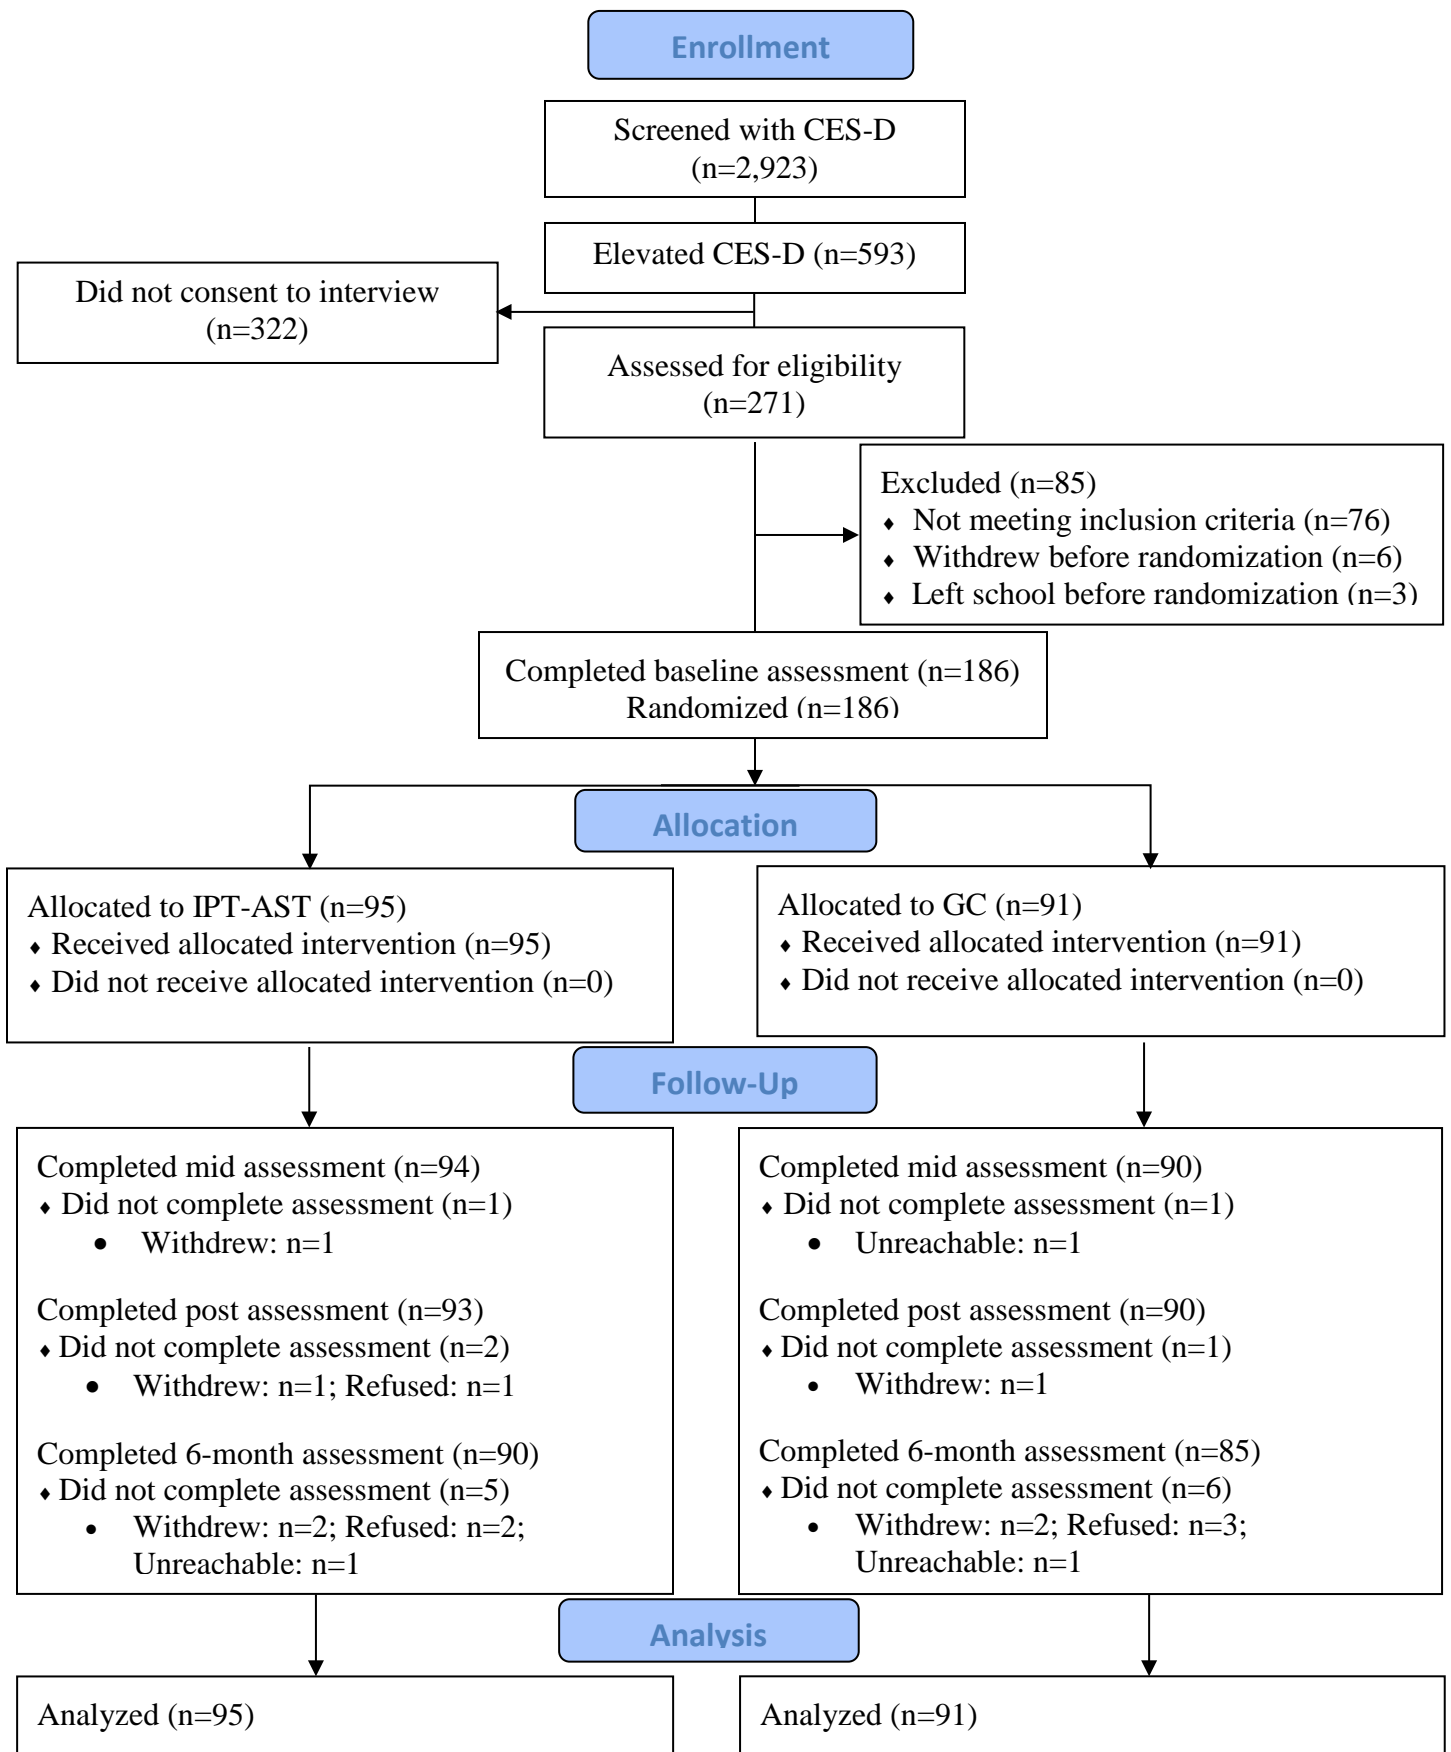 Enrollment
Screened with CES-D
(n=2,923)
Elevated CES-D (n=593)
Did not consent to interview
(n=322)
Assessed for eligibility
(n=271)
Excluded (n=85)
♦ Not meeting inclusion criteria (n=76)
♦ Withdrew before randomization (n=6)
♦ Left school before randomization (n=3)
Completed baseline assessment (n=186)
Randomized (n=186)
Allocation
Allocated to IPT-AST (n=95)
♦ Received allocated intervention (n=95)
♦ Did not receive allocated intervention (n=0)
Allocated to GC (n=91)
♦ Received allocated intervention (n=91)
♦ Did not receive allocated intervention (n=0)
Follow-Up
Completed mid assessment (n=94)
♦ Did not complete assessment (n=1)
• Withdrew: n=1
Completed post assessment (n=93)
♦ Did not complete assessment (n=2)
• Withdrew: n=1; Refused: n=1
Completed 6-month assessment (n=90)
♦ Did not complete assessment (n=5)
• Withdrew: n=2; Refused: n=2;
Unreachable: n=1
Completed mid assessment (n=90)
♦ Did not complete assessment (n=1)
• Unreachable: n=1
Completed post assessment (n=90)
♦ Did not complete assessment (n=1)
• Withdrew: n=1
Completed 6-month assessment (n=85)
♦ Did not complete assessment (n=6)
• Withdrew: n=2; Refused: n=3;
Unreachable: n=1
Analysis
Analyzed (n=95)
Analyzed (n=91)